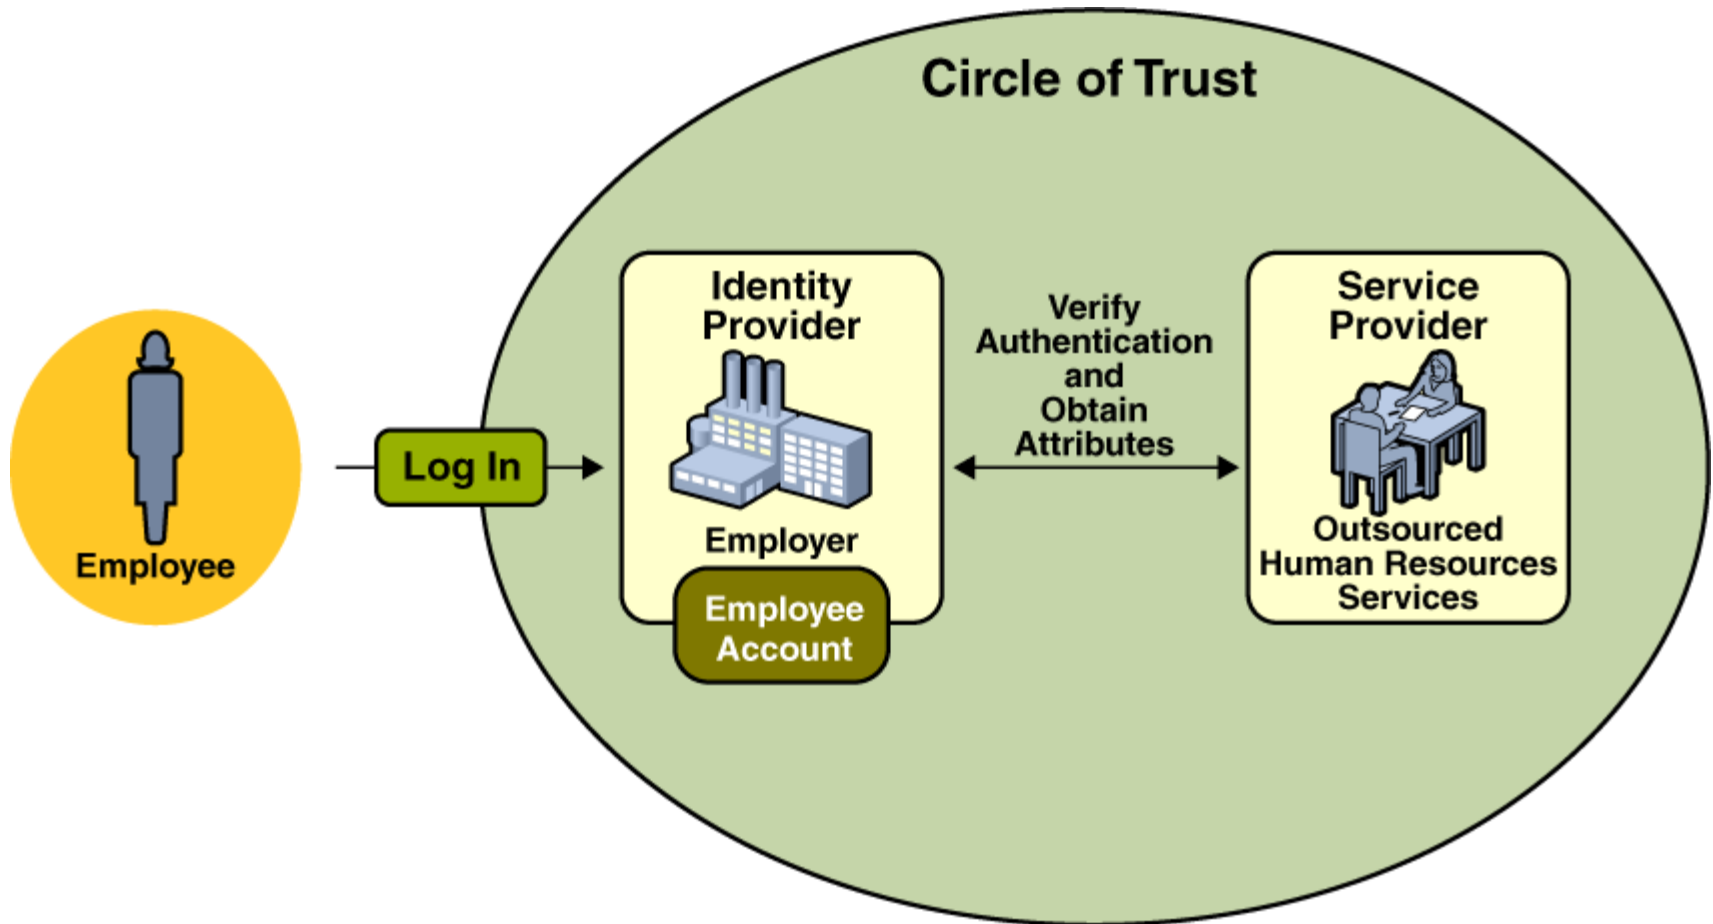 Circle of Trust
Employee
Log In
Identity
Provider
Employer
Employee
Account
Verify
Authentication
and
Obtain
Attributes
Service
Provider
Outsourced
Human Resources
Services